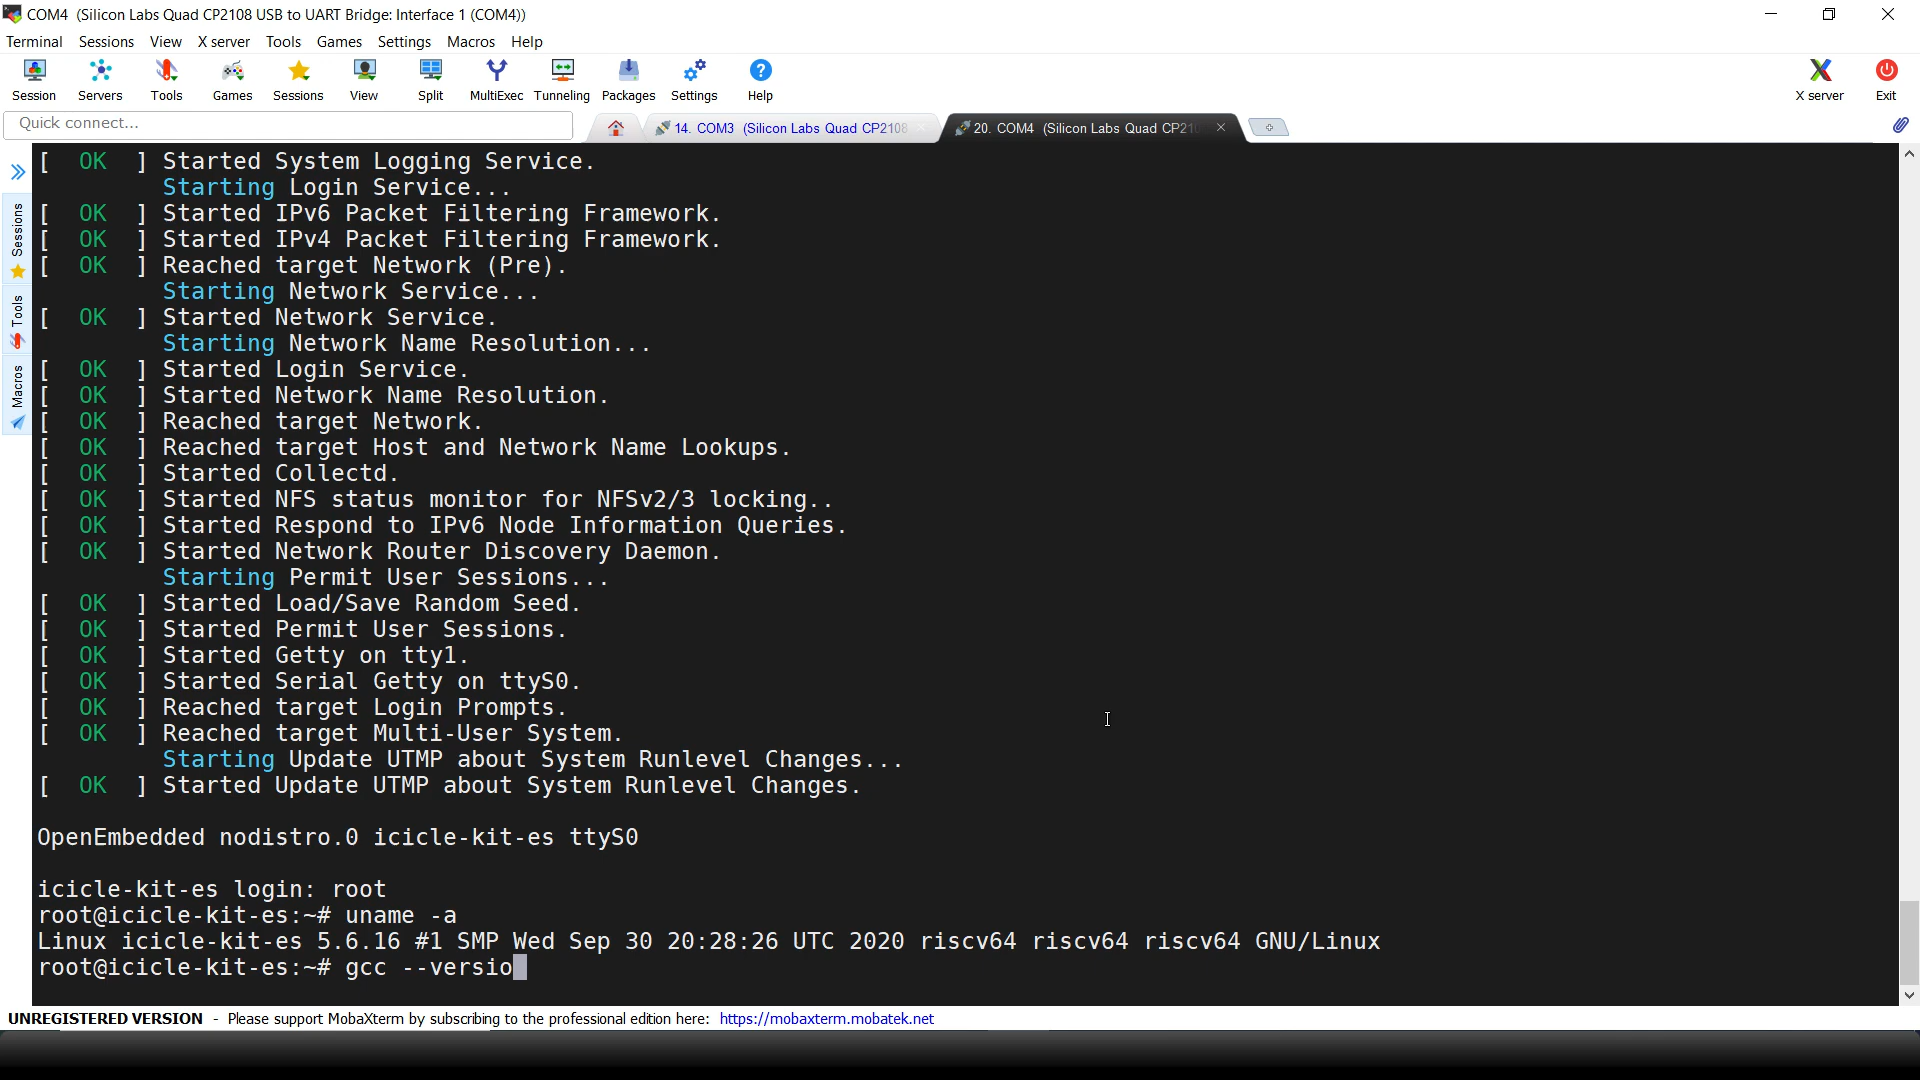 COM4 (Silicon Labs Quad CP2108 USB to UART Bridge: Interface 1 (COM4))
Terminal Sessions View X server Tools Games Settings Macros Help
Session Servers Tools Games Sessions View Split MultiExec Tunneling Packages Settings Help X server Exit
Quick connect...
14. COM3 (Silicon Labs Quad CP2108
20. COM4 (Silicon Labs Quad CP210
Sessions
Tools
Macros
[ OK ] Started System Logging Service.
Starting Login Service...
[ OK ] Started IPv6 Packet Filtering Framework.
[ OK ] Started IPv4 Packet Filtering Framework.
[ OK ] Reached target Network (Pre).
Starting Network Service...
[ OK ] Started Network Service.
Starting Network Name Resolution...
[ OK ] Started Login Service.
[ OK ] Started Network Name Resolution.
[ OK ] Reached target Network.
[ OK ] Reached target Host and Network Name Lookups.
[ OK ] Started Collectd.
[ OK ] Started NFS status monitor for NFSv2/3 locking..
[ OK ] Started Respond to IPv6 Node Information Queries.
[ OK ] Started Network Router Discovery Daemon.
Starting Permit User Sessions...
[ OK ] Started Load/Save Random Seed.
[ OK ] Started Permit User Sessions.
[ OK ] Started Getty on tty1.
[ OK ] Started Serial Getty on ttyS0.
[ OK ] Reached target Login Prompts.
[ OK ] Reached target Multi-User System.
Starting Update UTMP about System Runlevel Changes...
[ OK ] Started Update UTMP about System Runlevel Changes.
OpenEmbedded nodistro.0 icicle-kit-es ttyS0
icicle-kit-es login: root
root@icicle-kit-es:~# uname -a
Linux icicle-kit-es 5.6.16 #1 SMP Wed Sep 30 20:28:26 UTC 2020 riscv64 riscv64 riscv64 GNU/Linux
root@icicle-kit-es:~# gcc --versio
UNREGISTERED VERSION - Please support MobaXterm by subscribing to the professional edition here: https://mobaxterm.mobatek.net